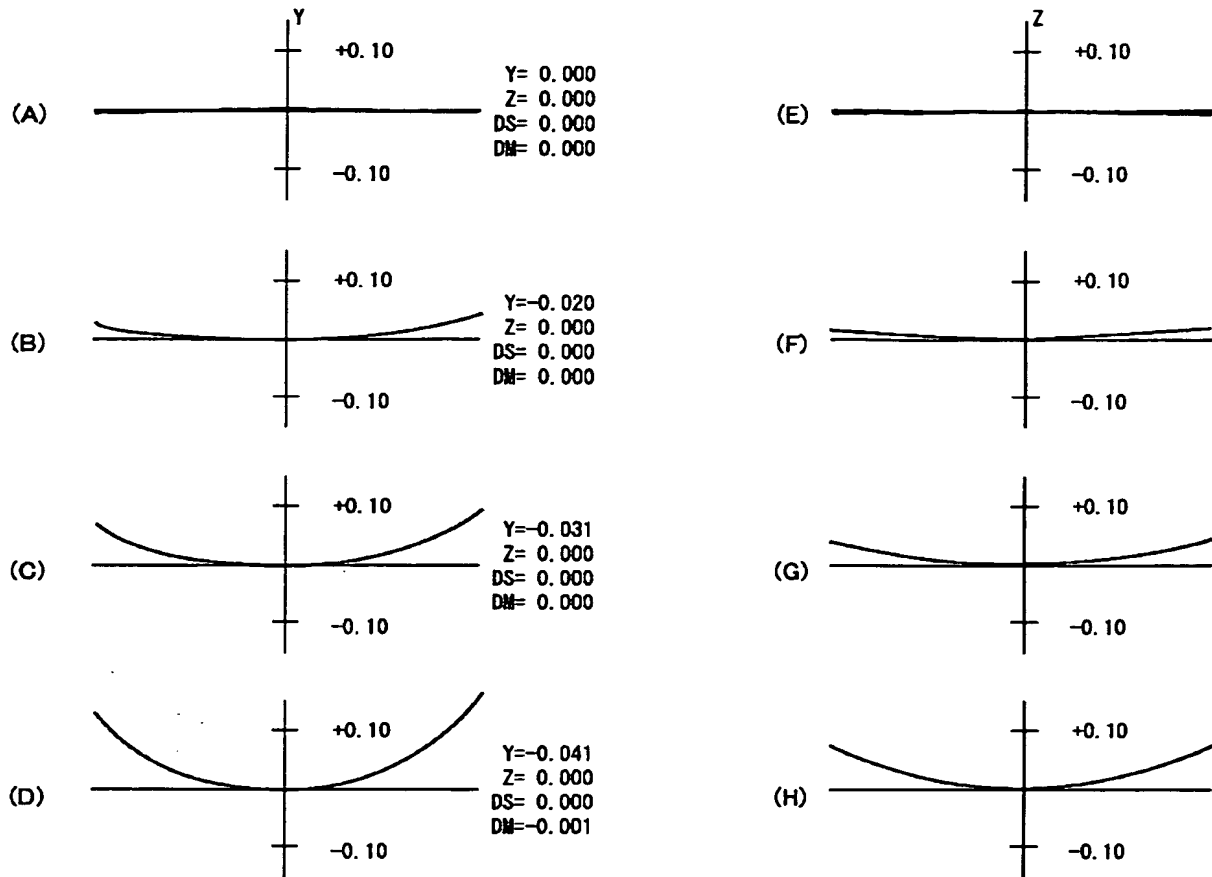 Y
+0.10
(A)
-0.10
Y= 0.000
Z= 0.000
DS= 0.000
DM= 0.000
Z
+0.10
(E)
-0.10
+0.10
(B)
-0.10
Y=-0.020
Z= 0.000
DS= 0.000
DM= 0.000
+0.10
(F)
-0.10
+0.10
(C)
-0.10
Y=-0.031
Z= 0.000
DS= 0.000
DM= 0.000
+0.10
(G)
-0.10
+0.10
(D)
-0.10
Y=-0.041
Z= 0.000
DS= 0.000
DM=-0.001
+0.10
(H)
-0.10